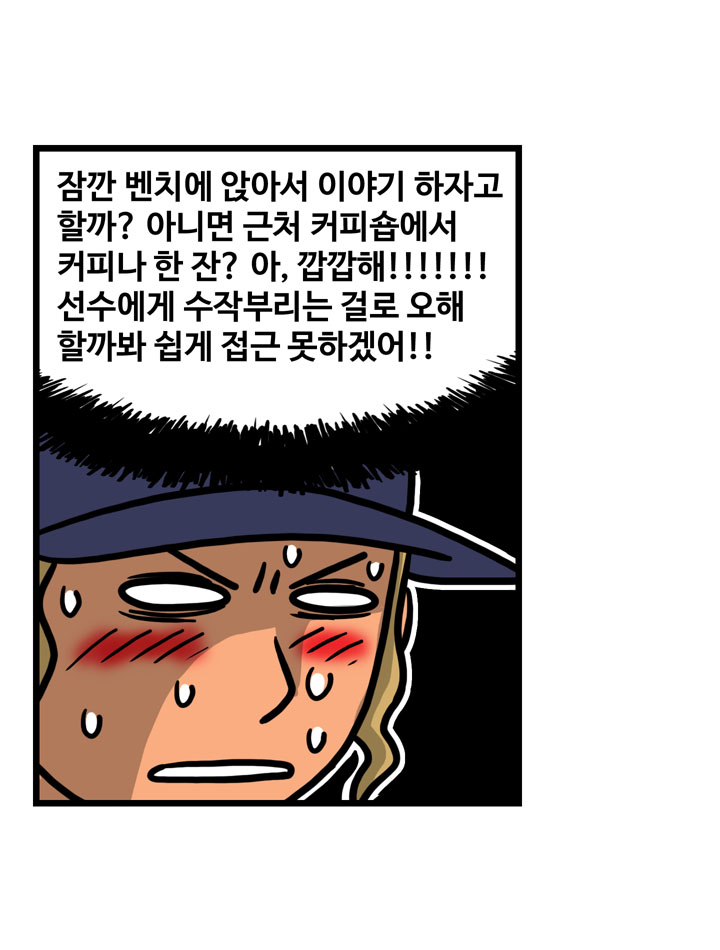 잠깐 벤치에 앉아서 이야기 하자고
할까? 아니면 근처 커피숍에서
커피나 한 잔? 아, 깝깝해!!!!!!!
선수에게 수작부리는 걸로 오해
할까봐 쉽게 접근 못하겠어!!